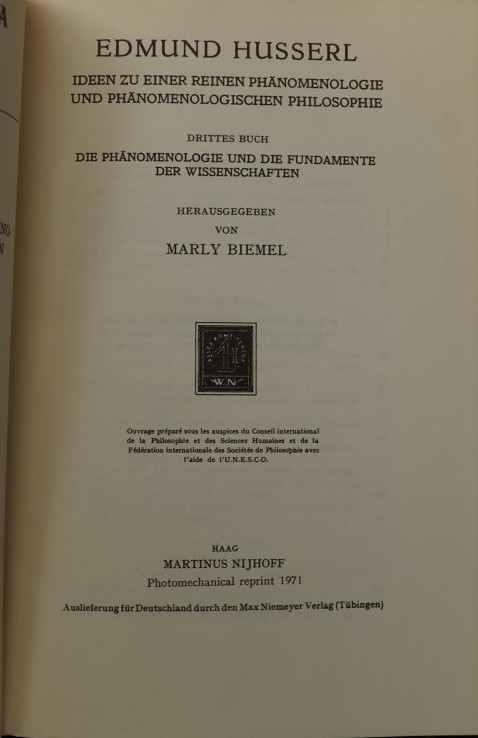 EDMUND HUSSERL
IDEEN ZU EINER REINEN PHÄNOMENOLOGIE
UND PHÄNOMENOLOGISCHEN PHILOSOPHIE
DRITTES BUCH
DIE PHÄNOMENOLOGIE UND DIE FUNDAMENTE
DER WISSENSCHAFTEN
HERAUSGEGEBEN
VON
MARLY BIEMEL
W.N
Ouvrage préparé sous les auspices du Conseil international
de la Philosophie et des Sciences Humaines et de la
Fédération internationale des Sociétés de Philosophie avec
l'aide de l'U.N.E.S.C.O.
HAAG
MARTINUS NIJHOFF
Photomechanical reprint 1971
Auslieferung für Deutschland durch den Max Niemeyer Verlag (Tübingen)